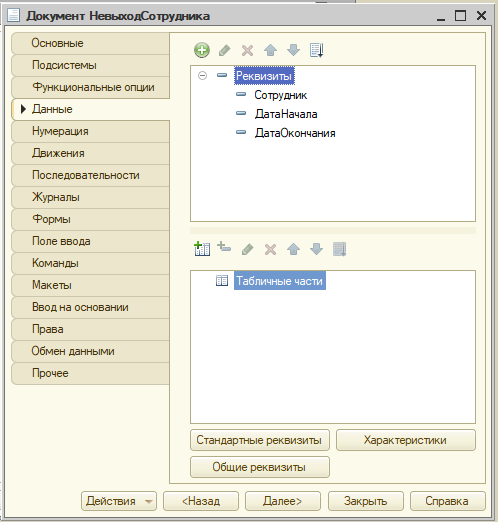 Документ НевыходСотрудника
Основные
Подсистемы
Функциональные опции
Данные
Нумерация
Движения
Последовательности
Журналы
Формы
Поле ввода
Команды
Макеты
Ввод на основании
Права
Обмен данными
Прочее
Реквизиты
Сотрудник
ДатаНачала
ДатаОкончания
Табличные части
Стандартные реквизиты
Характеристики
Общие реквизиты
Действия
<Назад
Далее>
Закрыть
Справка